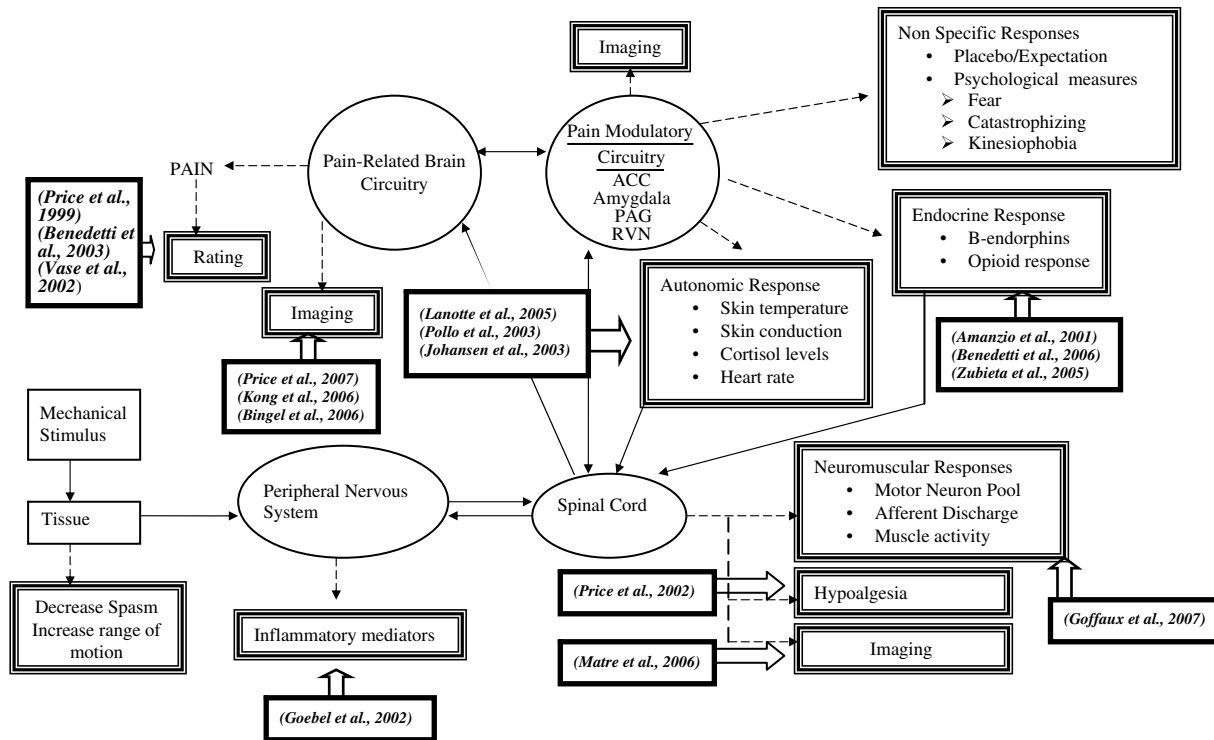 Imaging
Non Specific Responses
• Placebo/Expectation
• Psychological measures
➢ Fear
➢ Catastrophizing
➢ Kinesiophobia
Pain Modulatory
Circuitry
ACC
Amygdala
PAG
RVN
Pain-Related Brain
Circuitry
PAIN
(Price et al.,
1999)
(Benedetti et
al., 2003)
(Vase et al.,
2002)
Rating
Imaging
Endocrine Response
• B-endorphins
• Opioid response
Autonomic Response
• Skin temperature
• Skin conduction
• Cortisol levels
• Heart rate
(Lanotte et al., 2005)
(Pollo et al., 2003)
(Johansen et al., 2003)
(Amanzio et al., 2001)
(Benedetti et al., 2006)
(Zubieta et al., 2005)
(Price et al., 2007)
(Kong et al., 2006)
(Bingel et al., 2006)
Mechanical
Stimulus
Tissue
Peripheral Nervous
System
Spinal Cord
Neuromuscular Responses
• Motor Neuron Pool
• Afferent Discharge
• Muscle activity
Decrease Spasm
Increase range of
motion
Inflammatory mediators
(Price et al., 2002)
Hypoalgesia
(Goffaux et al., 2007)
(Matre et al., 2006)
Imaging
(Goebel et al., 2002)